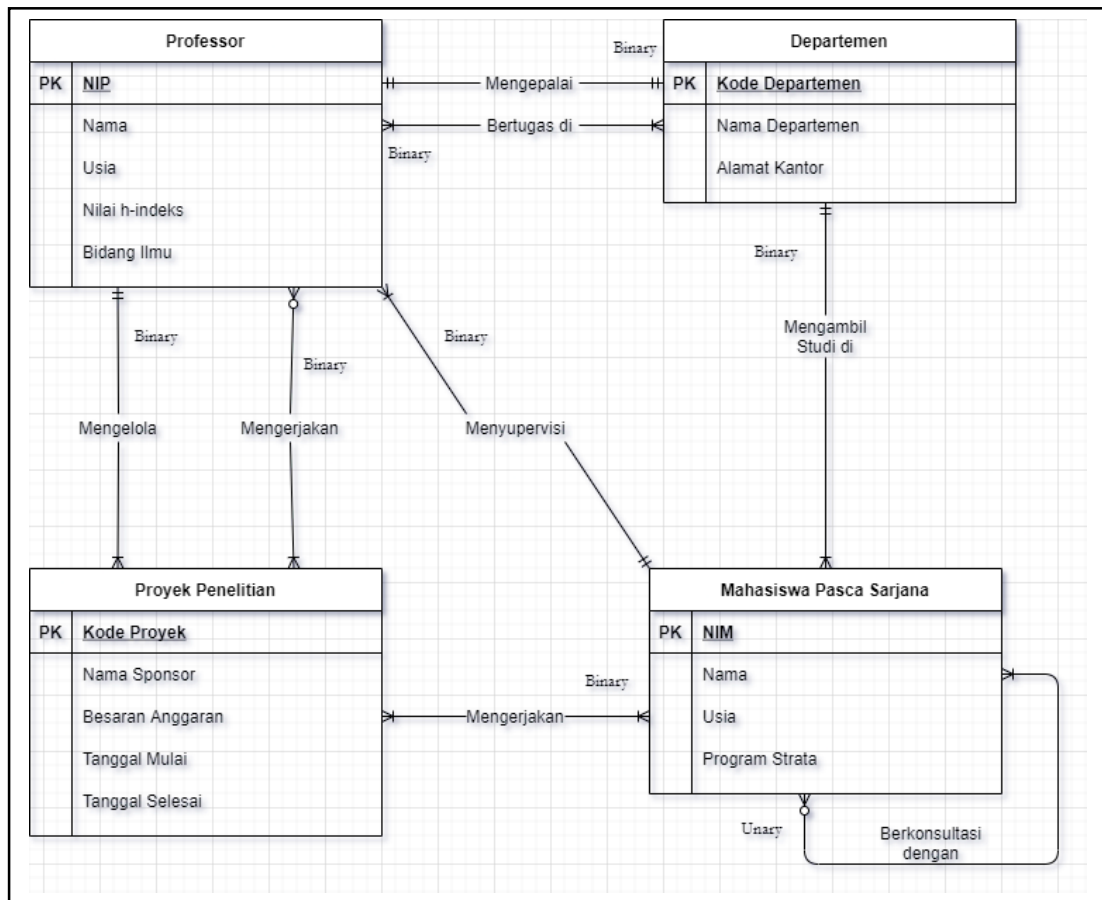 Professor
PK NIP
Nama
Usia
Nilai h-indeks
Bidang Ilmu
Binary
Departemen
PK Kode Departemen
Nama Departemen
Alamat Kantor
Mengepalai
Bertugas di
Binary
Binary
Mengambil
Studi di
Binary
Mengelola
Binary
Mengerjakan
Binary
Menyupervisi
Proyek Penelitian
PK Kode Proyek
Nama Sponsor
Besaran Anggaran
Tanggal Mulai
Tanggal Selesai
Binary
Mengerjakan
Mahasiswa Pasca Sarjana
PK NIM
Nama
Usia
Program Strata
Unary
Berkonsultasi
dengan